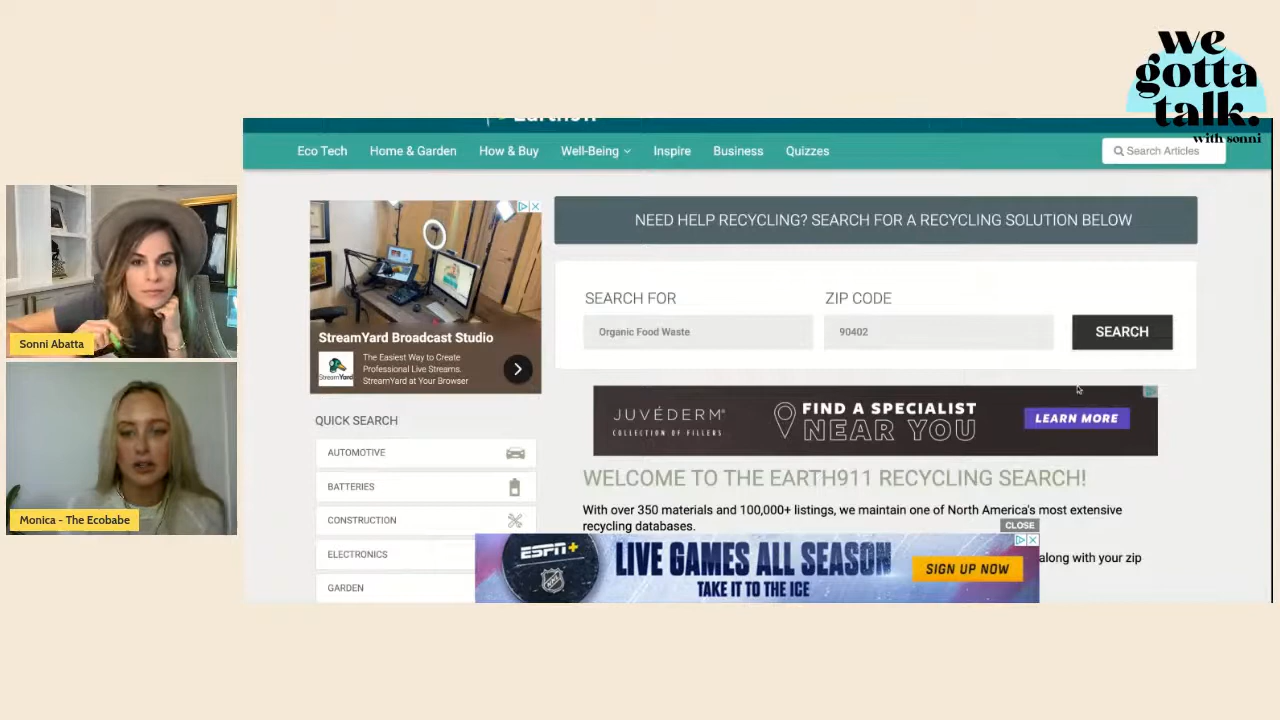 we
gotta
talk.
with sonni
Eco Tech Home & Garden How & Buy Well-Being Inspire Business Quizzes
Search Articles
NEED HELP RECYCLING? SEARCH FOR A RECYCLING SOLUTION BELOW
SEARCH FOR ZIP CODE
Organic Food Waste 90402 SEARCH
StreamYard Broadcast Studio
StreamYard
The Easiest Way to Create
Professional Live Streams.
StreamYard at Your Browser
Sonni Abatta
Monica - The Ecobabe
JUVÉDERM®
COLLECTION OF FILLERS
FIND A SPECIALIST
NEAR YOU
LEARN MORE
QUICK SEARCH
AUTOMOTIVE
BATTERIES
CONSTRUCTION
ELECTRONICS
GARDEN
WELCOME TO THE EARTH911 RECYCLING SEARCH!
With over 350 materials and 100,000+ listings, we maintain one of North America's most extensive
recycling databases.
CLOSE
along with your zip
ESPN+
NHL
LIVE GAMES ALL SEASON
TAKE IT TO THE ICE
SIGN UP NOW